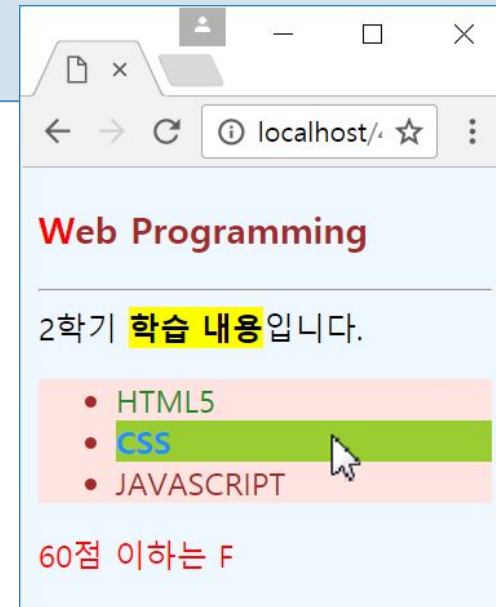 localhost/
Web Programming
2학기 학습 내용입니다.
• HTML5
• CSS
• JAVASCRIPT
60점 이하는 F